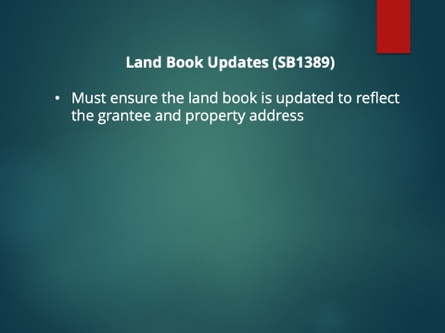 Land Book Updates (SB1389)
• Must ensure the land book is updated to reflect
the grantee and property address